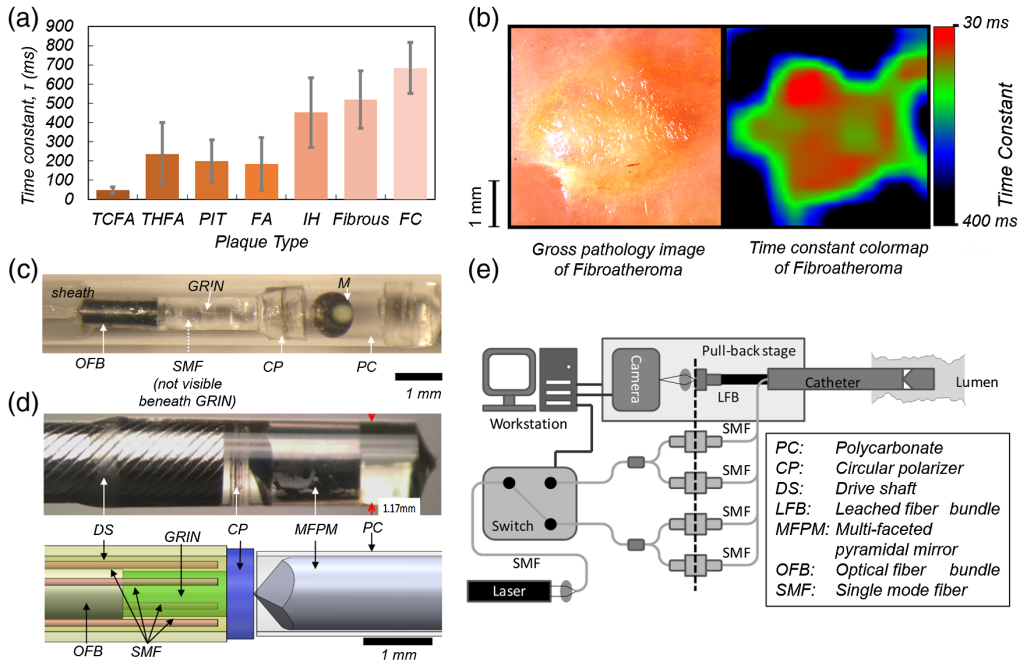 (a)
Time constant, τ (ms)
900
800
700
600
500
400
300
200
100
0
TCFA THFA PIT FA IH Fibrous FC
Plaque Type
(b)
1 mm
Gross pathology image
of Fibroatheroma
Time constant colormap
of Fibroatheroma
30 ms
Time Constant
400 ms
(c)
sheath
GRIN
M
OFB
SMF
(not visible
beneath GRIN)
CP
PC
1 mm
(d)
1.17mm
DS
GRIN
CP
MFPM
PC
OFB
SMF
1 mm
(e)
Workstation
Pull-back stage
Camera
LFB
Catheter
Lumen
SMF
SMF
SMF
SMF
Switch
SMF
Laser
PC: Polycarbonate
CP: Circular polarizer
DS: Drive shaft
LFB: Leached fiber bundle
MFPM: Multi-faceted
pyramidal mirror
OFB: Optical fiber bundle
SMF: Single mode fiber